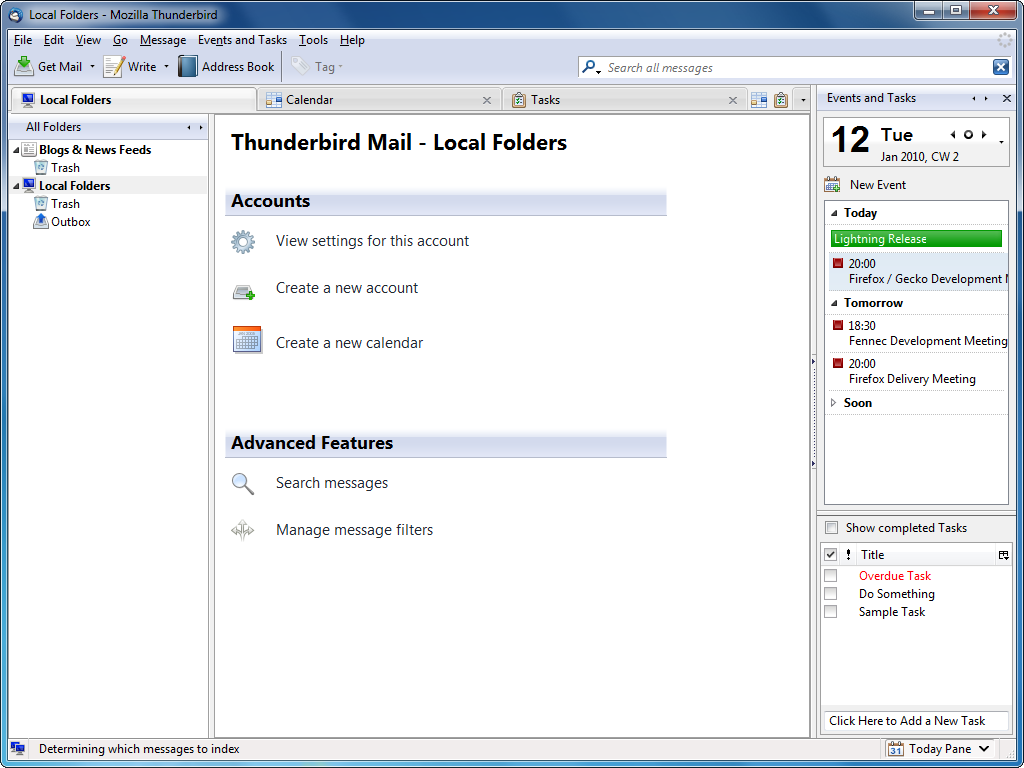 Local Folders - Mozilla Thunderbird
File Edit View Go Message Events and Tasks Tools Help
Get Mail Write Address Book Tag Search all messages
Local Folders Calendar Tasks
Events and Tasks
All Folders
Blogs & News Feeds
Trash
Local Folders
Trash
Outbox
Thunderbird Mail - Local Folders
Accounts
View settings for this account
Create a new account
Create a new calendar
Advanced Features
Search messages
Manage message filters
12 Tue
Jan 2010, CW 2
New Event
Today
Lightning Release
20:00
Firefox / Gecko Development
Tomorrow
18:30
Fennec Development Meeting
20:00
Firefox Delivery Meeting
Soon
Show completed Tasks
! Title
Overdue Task
Do Something
Sample Task
Click Here to Add a New Task
Determining which messages to index
31 Today Pane